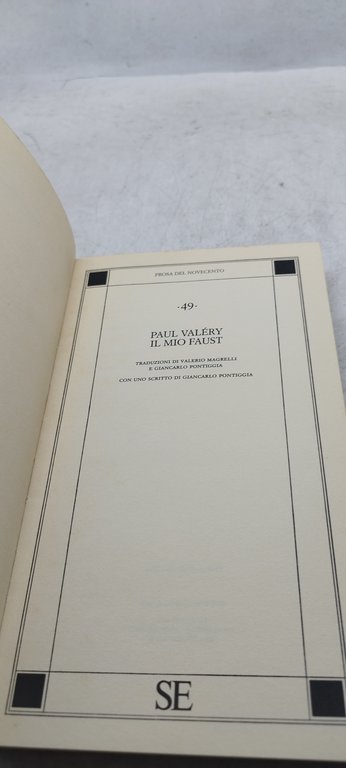 PROSA DEL NOVECENTO
·49·
PAUL VALÉRY
IL MIO FAUST
TRADUZIONI DI VALERIO MAGRELLI
E GIANCARLO PONTIGGIA
CON UNO SCRITTO DI GIANCARLO PONTIGGIA
SE